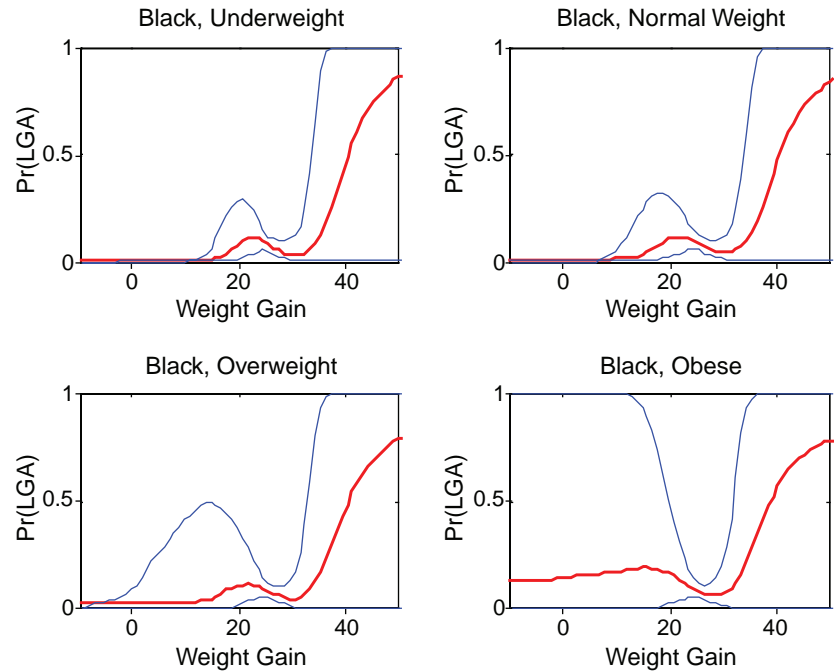 Black, Underweight
1
0.5
0
Pr(LGA)
0 20 40
Weight Gain
Black, Normal Weight
1
0.5
0
Pr(LGA)
0 20 40
Weight Gain
Black, Overweight
1
0.5
0
Pr(LGA)
0 20 40
Weight Gain
Black, Obese
1
0.5
0
Pr(LGA)
0 20 40
Weight Gain